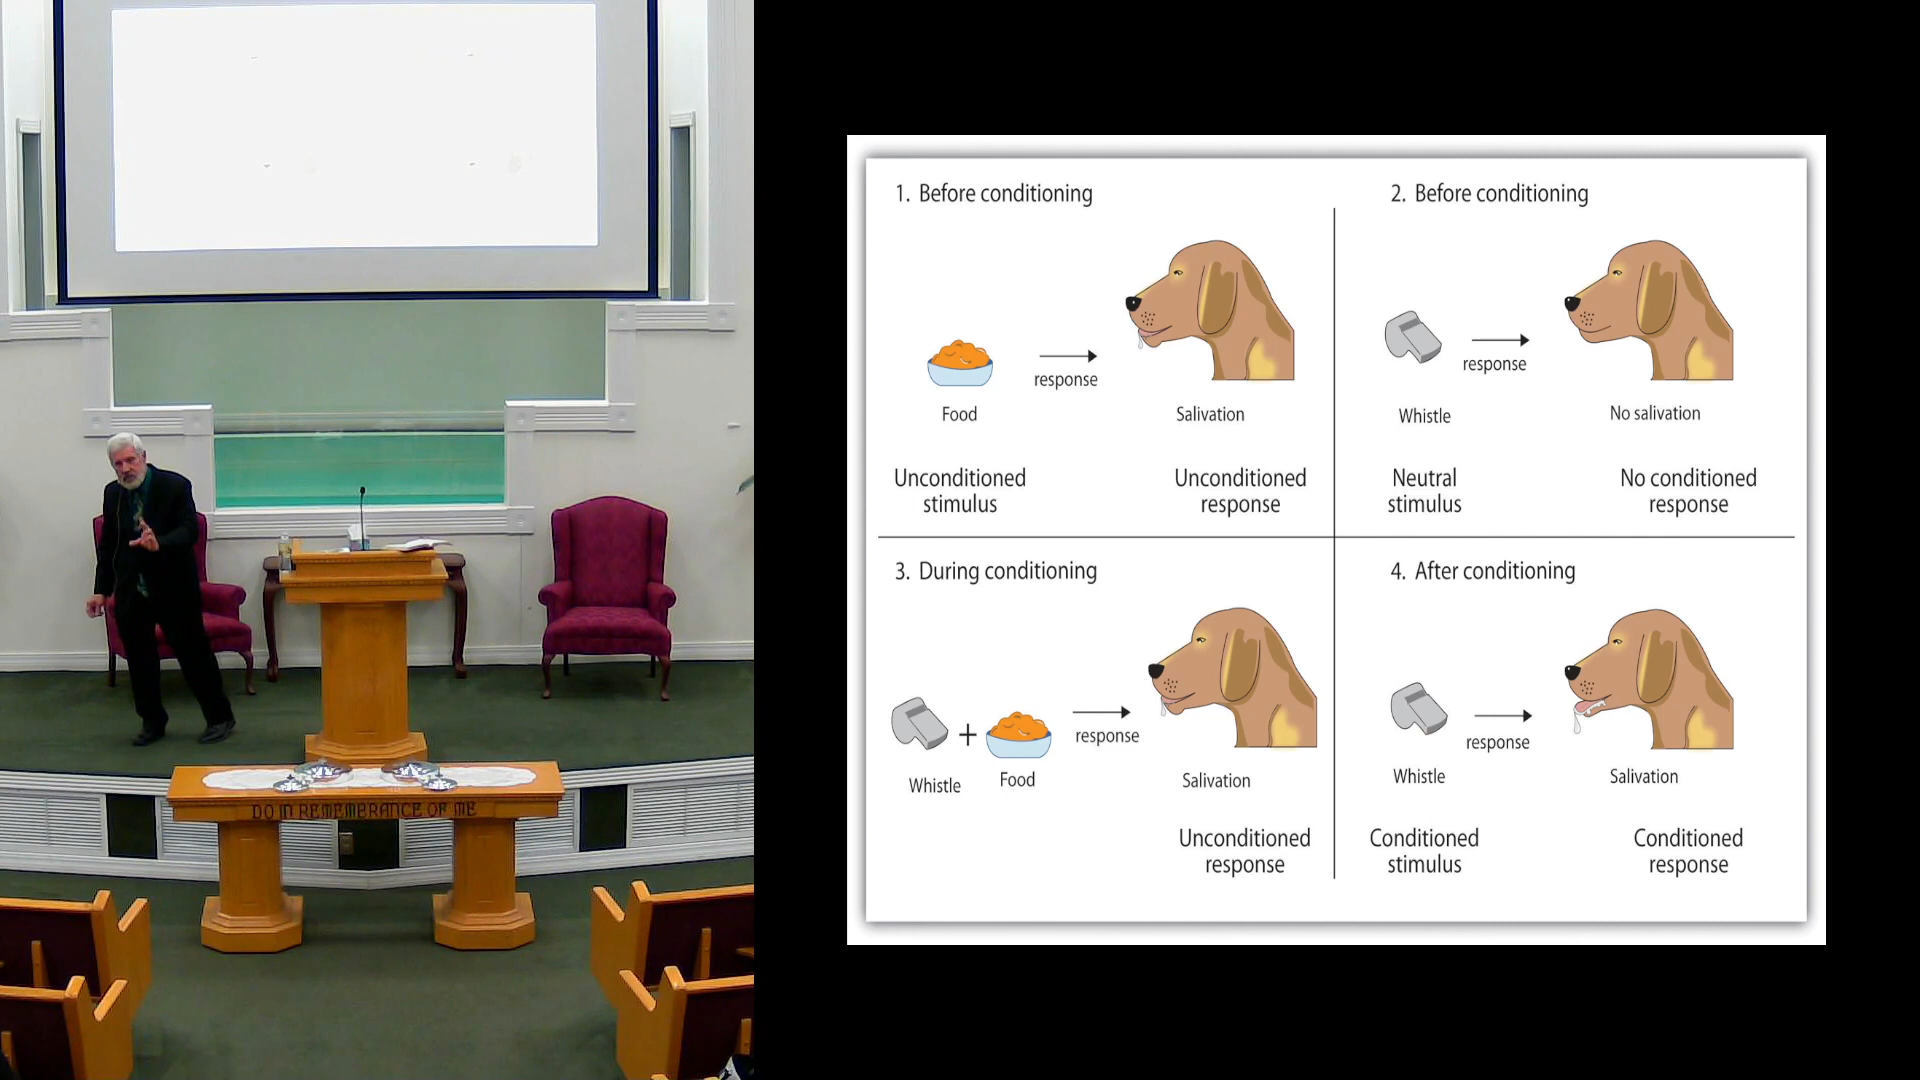 DO IN REMEMBRANCE OF ME
1. Before conditioning
response
Food
Salivation
Unconditioned
stimulus
Unconditioned
response
2. Before conditioning
response
Whistle
No salivation
Neutral
stimulus
No conditioned
response
3. During conditioning
+
response
Whistle
Food
Salivation
Unconditioned
response
4. After conditioning
response
Whistle
Salivation
Conditioned
stimulus
Conditioned
response